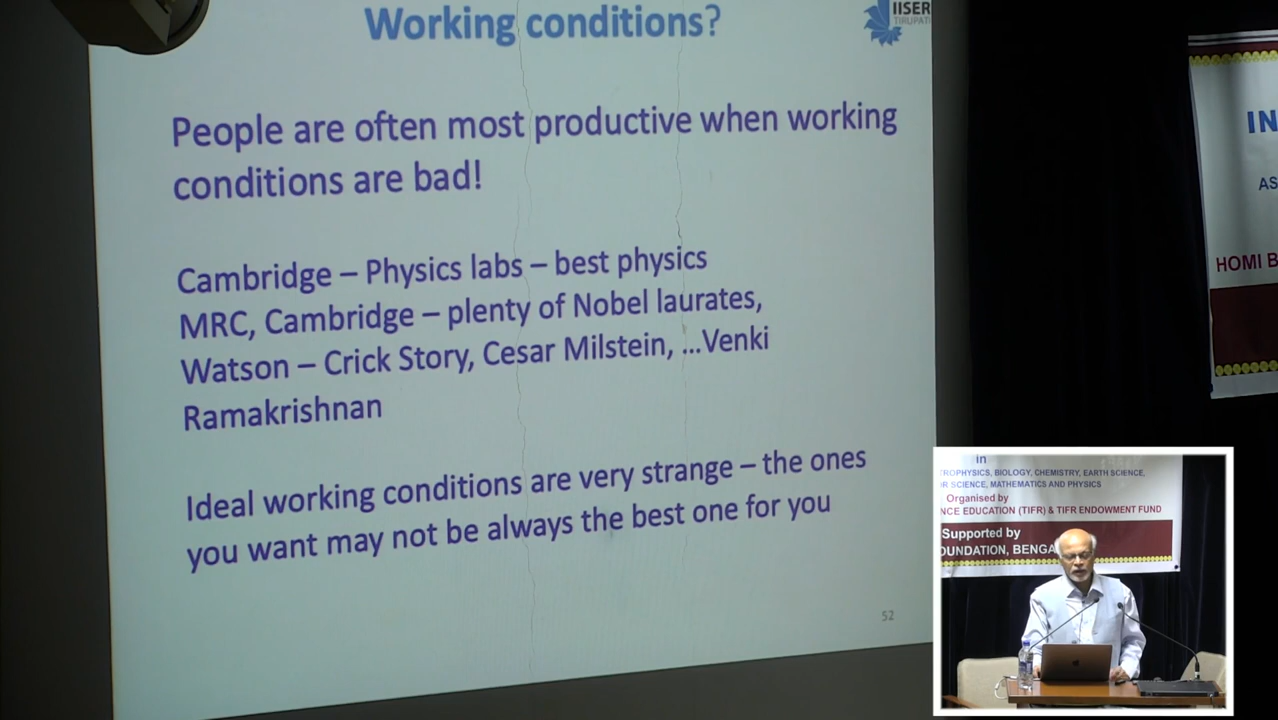 Working conditions?
IISER
TIRUPATI
People are often most productive when working
conditions are bad!
Cambridge – Physics labs – best physics
MRC, Cambridge – plenty of Nobel laurates,
Watson – Crick Story, Cesar Milstein, ...Venki
Ramakrishnan
Ideal working conditions are very strange – the ones
you want may not be always the best one for you
52
IN
AS
HOMI B
in
TROPHYSICS, BIOLOGY, CHEMISTRY, EARTH SCIENCE,
R SCIENCE, MATHEMATICS AND PHYSICS
Organised by
NCE EDUCATION (TIFR) & TIFR ENDOWMENT FUND
Supported by
OUNDATION, BENGA